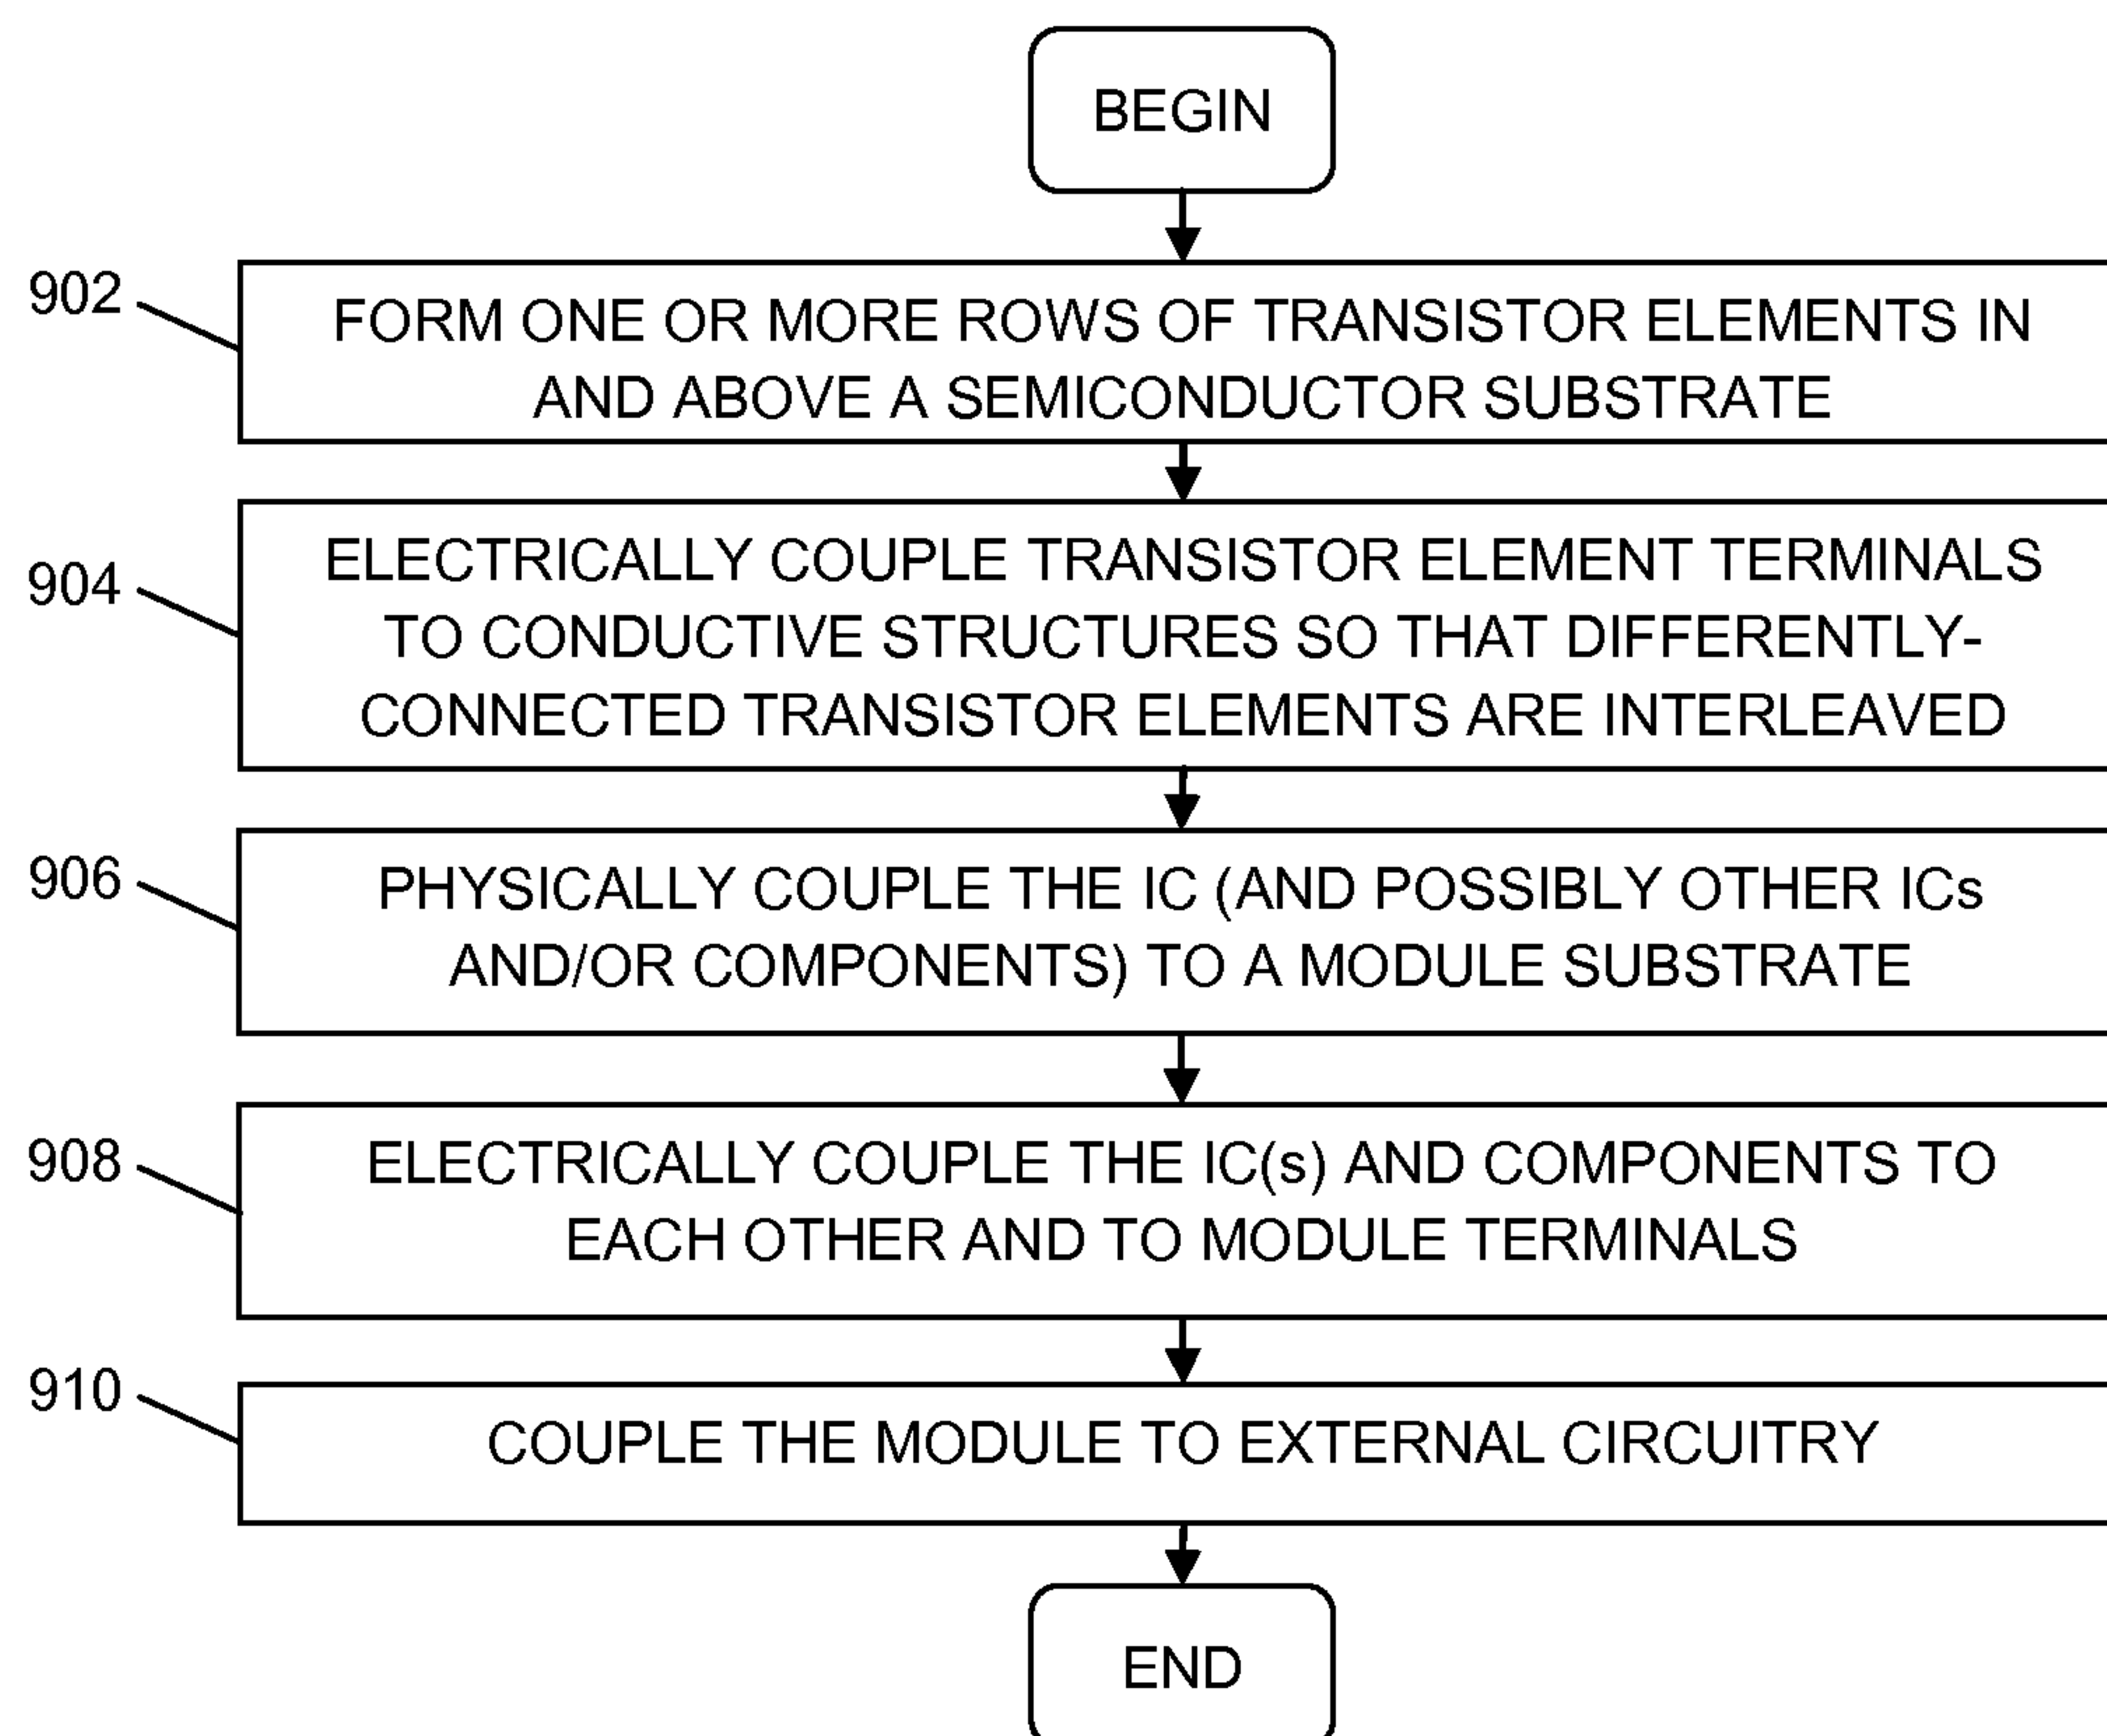 BEGIN
902
FORM ONE OR MORE ROWS OF TRANSISTOR ELEMENTS IN
AND ABOVE A SEMICONDUCTOR SUBSTRATE
904
ELECTRICALLY COUPLE TRANSISTOR ELEMENT TERMINALS
TO CONDUCTIVE STRUCTURES SO THAT DIFFERENTLY-
CONNECTED TRANSISTOR ELEMENTS ARE INTERLEAVED
906
PHYSICALLY COUPLE THE IC (AND POSSIBLY OTHER ICs
AND/OR COMPONENTS) TO A MODULE SUBSTRATE
908
ELECTRICALLY COUPLE THE IC(s) AND COMPONENTS TO
EACH OTHER AND TO MODULE TERMINALS
910
COUPLE THE MODULE TO EXTERNAL CIRCUITRY
END